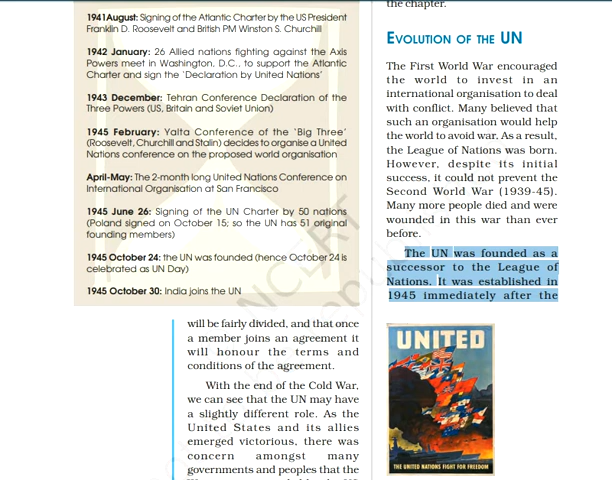 1941 August: Signing of the Atlantic Charter by the US President
Franklin D. Roosevelt and British PM Winston S. Churchill
1942 January: 26 Allied nations fighting against the Axis
Powers meet in Washington, D.C., to support the Atlantic
Charter and sign the 'Declaration by United Nations'
1943 December: Tehran Conference Declaration of the
Three Powers (US, Britain and Soviet Union)
1945 February: Yalta Conference of the 'Big Three'
(Roosevelt, Churchill and Stalin) decides to organise a United
Nations conference on the proposed world organisation
April-May: The 2-month long United Nations Conference on
International Organisation at San Francisco
1945 June 26: Signing of the UN Charter by 50 nations
(Poland signed on October 15; so the UN has 51 original
founding members)
1945 October 24: the UN was founded (hence October 24 is
celebrated as UN Day)
1945 October 30: India joins the UN
will be fairly divided, and that once
a member joins an agreement it
will honour the terms and
conditions of the agreement.
With the end of the Cold War,
we can see that the UN may have
a slightly different role. As the
United States and its allies
emerged victorious, there was
concern amongst many
governments and peoples that the
the chapter.
EVOLUTION OF THE UN
The First World War encouraged
the world to invest in an
international organisation to deal
with conflict. Many believed that
such an organisation would help
the world to avoid war. As a result,
the League of Nations was born.
However, despite its initial
success, it could not prevent the
Second World War (1939-45).
Many more people died and were
wounded in this war than ever
before.
The UN was founded as a
successor to the League of
Nations. It was established in
1945 immediately after the
UNITED
THE UNITED NATIONS FIGHT FOR FREEDOM
NCERT